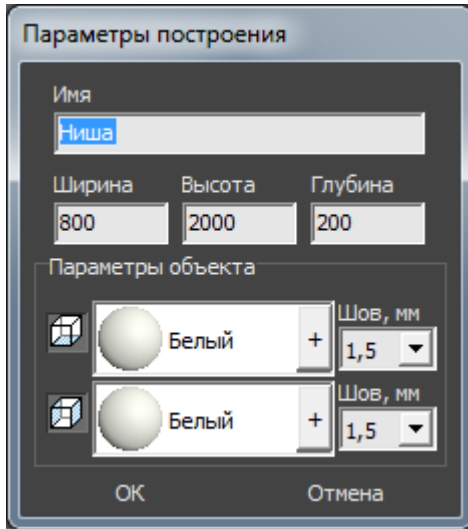 Параметры построения
Имя
Ниша
Ширина Высота Глубина
800 2000 200
Параметры объекта
Шов, мм
Белый + 1,5
Шов, мм
Белый + 1,5
OK Отмена